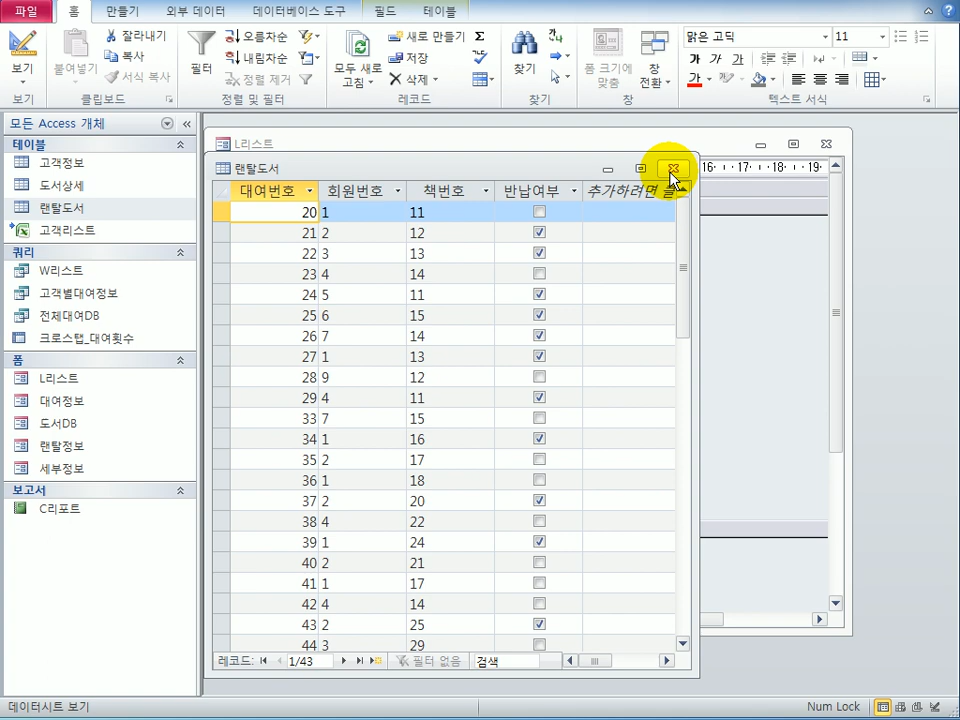 파일 홈 만들기 외부 데이터 데이터베이스 도구 필드 테이블
잘라내기 오름차순 새로 만들기 맑은 고딕 11
복사 내림차순 저장
보기 붙여넣기 서식 복사 필터 정렬 제거 모두 새로 고침 삭제 찾기 폼 크기에 맞춤 창 전환
보기 클립보드 정렬 및 필터 레코드 찾기 창 텍스트 서식
모든 Access 개체
테이블
고객정보
도서상세
랜탈도서
고객리스트
쿼리
W리스트
고객별대여정보
전체대여DB
크로스탭_대여횟수
폼
L리스트
대여정보
도서DB
랜탈정보
세부정보
보고서
C리포트
L리스트
16 17 18 19
랜탈도서
대여번호 회원번호 책번호 반납여부 추가하려면 클
20 1 11
21 2 12
22 3 13
23 4 14
24 5 11
25 6 15
26 7 14
27 1 13
28 9 12
29 4 11
33 7 15
34 1 16
35 2 17
36 1 18
37 2 20
38 4 22
39 1 24
40 2 21
41 1 17
42 4 14
43 2 25
44 3 29
레코드: 1/43 필터 없음 검색
데이터시트 보기 Num Lock